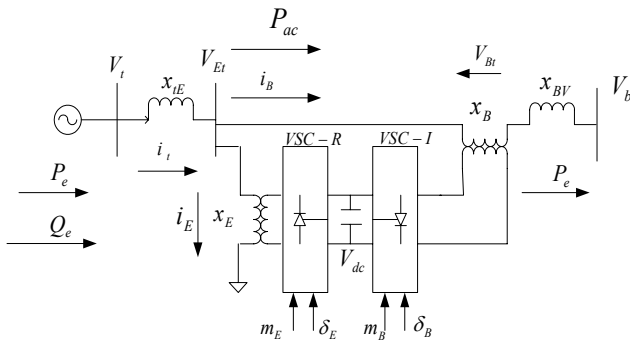 P_ac
V_t
x_tE
V_Et
i_B
V_Bt
x_B
x_BV
V_b
VSC-R
VSC-I
i_t
P_e
P_e
i_E
x_E
Q_e
V_dc
m_E
δ_E
m_B
δ_B